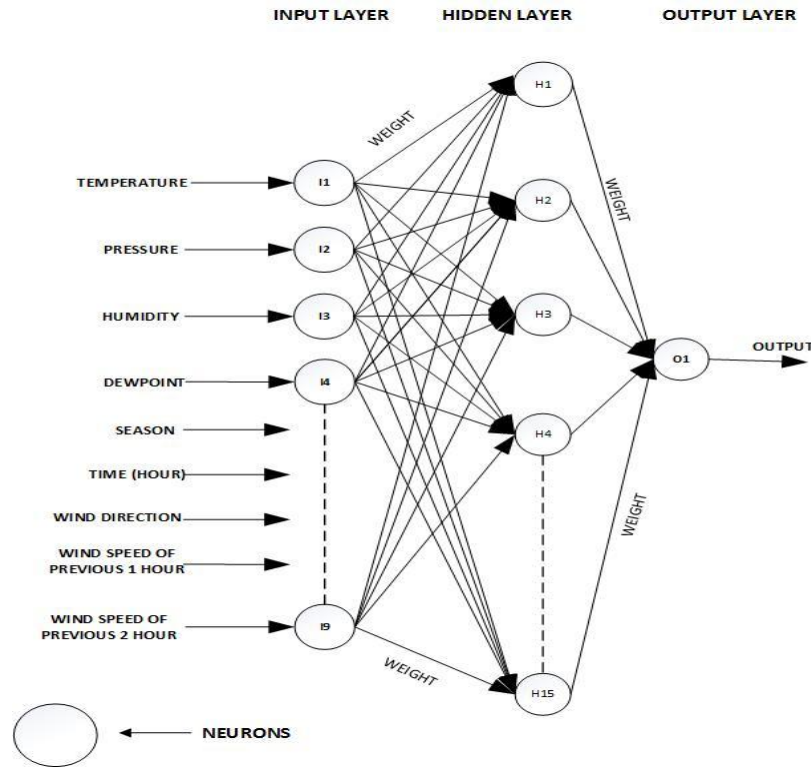 INPUT LAYER
HIDDEN LAYER
OUTPUT LAYER
H1
WEIGHT
TEMPERATURE
I1
H2
WEIGHT
PRESSURE
I2
HUMIDITY
I3
H3
OUTPUT
O1
DEWPOINT
I4
SEASON
H4
TIME (HOUR)
WIND DIRECTION
WEIGHT
WIND SPEED OF
PREVIOUS 1 HOUR
WIND SPEED OF
PREVIOUS 2 HOUR
I9
WEIGHT
H15
NEURONS